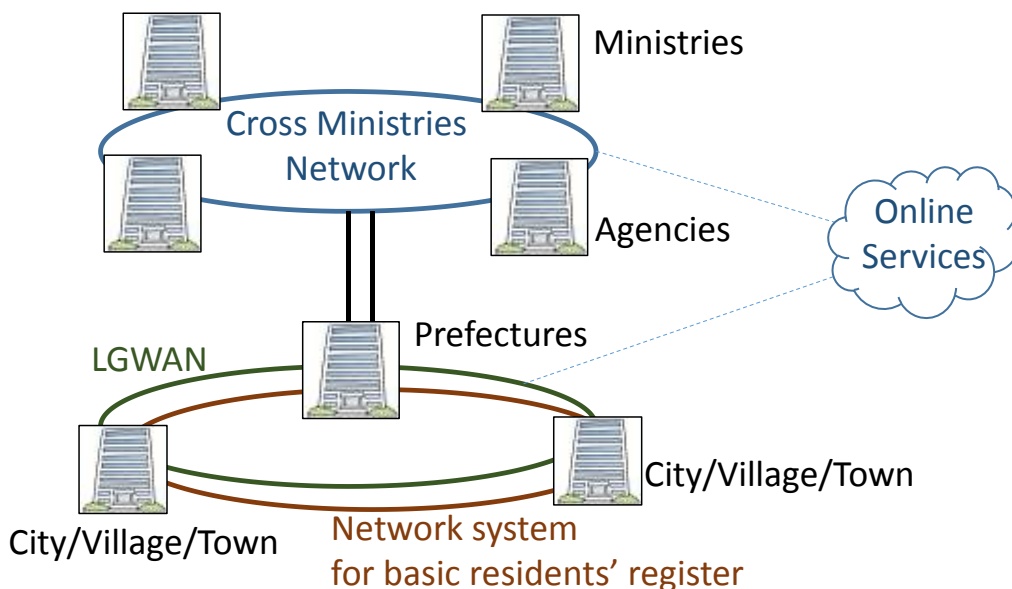 Ministries
Cross Ministries
Network
Agencies
Online
Services
Prefectures
LGWAN
City/Village/Town
City/Village/Town
Network system
for basic residents’ register